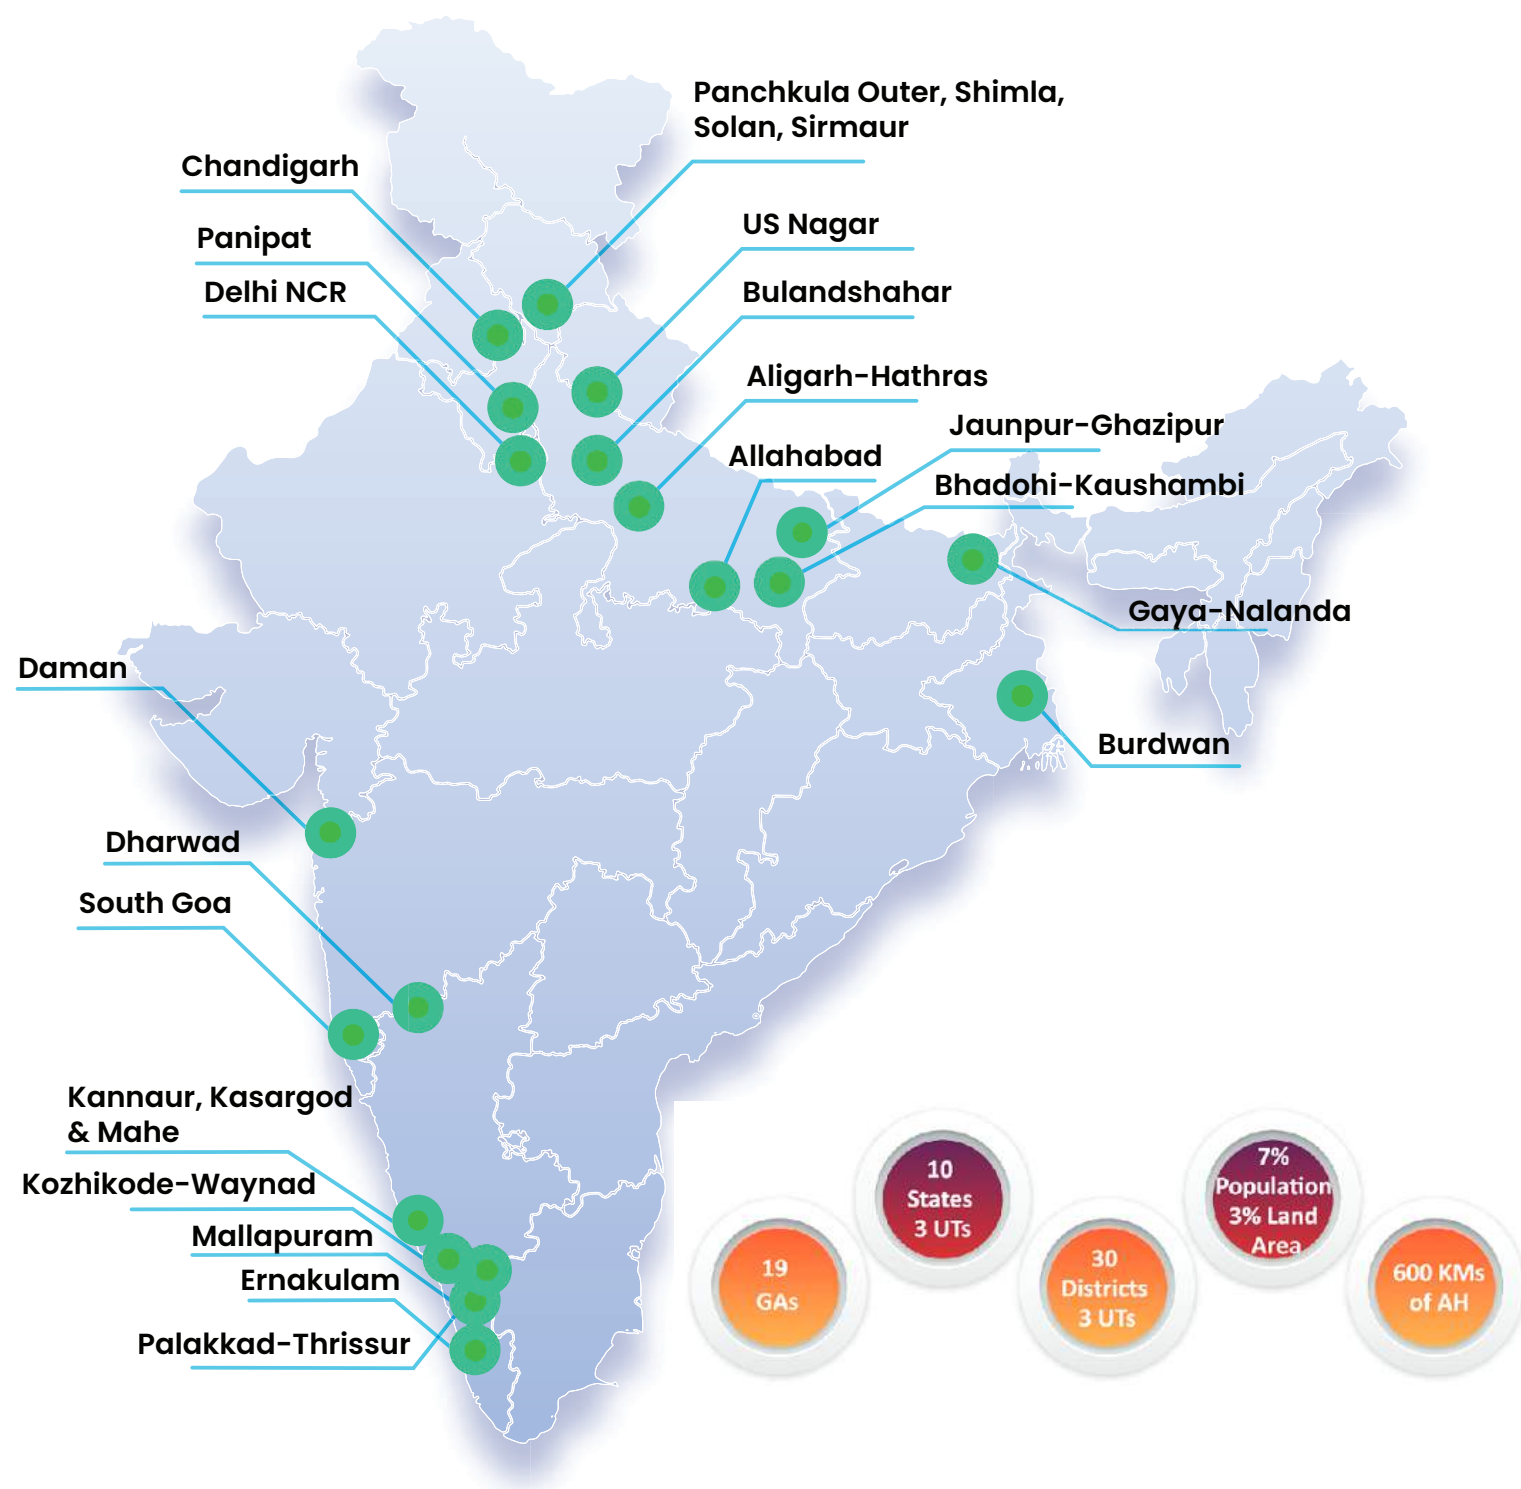 Panchkula Outer, Shimla,
Solan, Sirmaur
Chandigarh
US Nagar
Panipat
Delhi NCR
Bulandshahar
Aligarh-Hathras
Jaunpur-Ghazipur
Allahabad
Bhadohi-Kaushambi
Gaya-Nalanda
Daman
Burdwan
Dharwad
South Goa
Kannaur, Kasargod
& Mahe
Kozhikode-Waynad
Mallapuram
Ernakulam
Palakkad-Thrissur
19
GAs
10
States
3 UTs
30
Districts
3 UTs
7%
Population
3% Land
Area
600 KMs
of AH